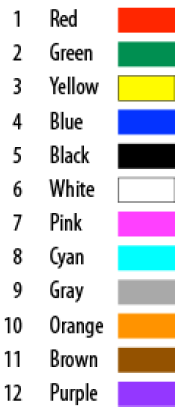 1 Red
2 Green
3 Yellow
4 Blue
5 Black
6 White
7 Pink
8 Cyan
9 Gray
10 Orange
11 Brown
12 Purple